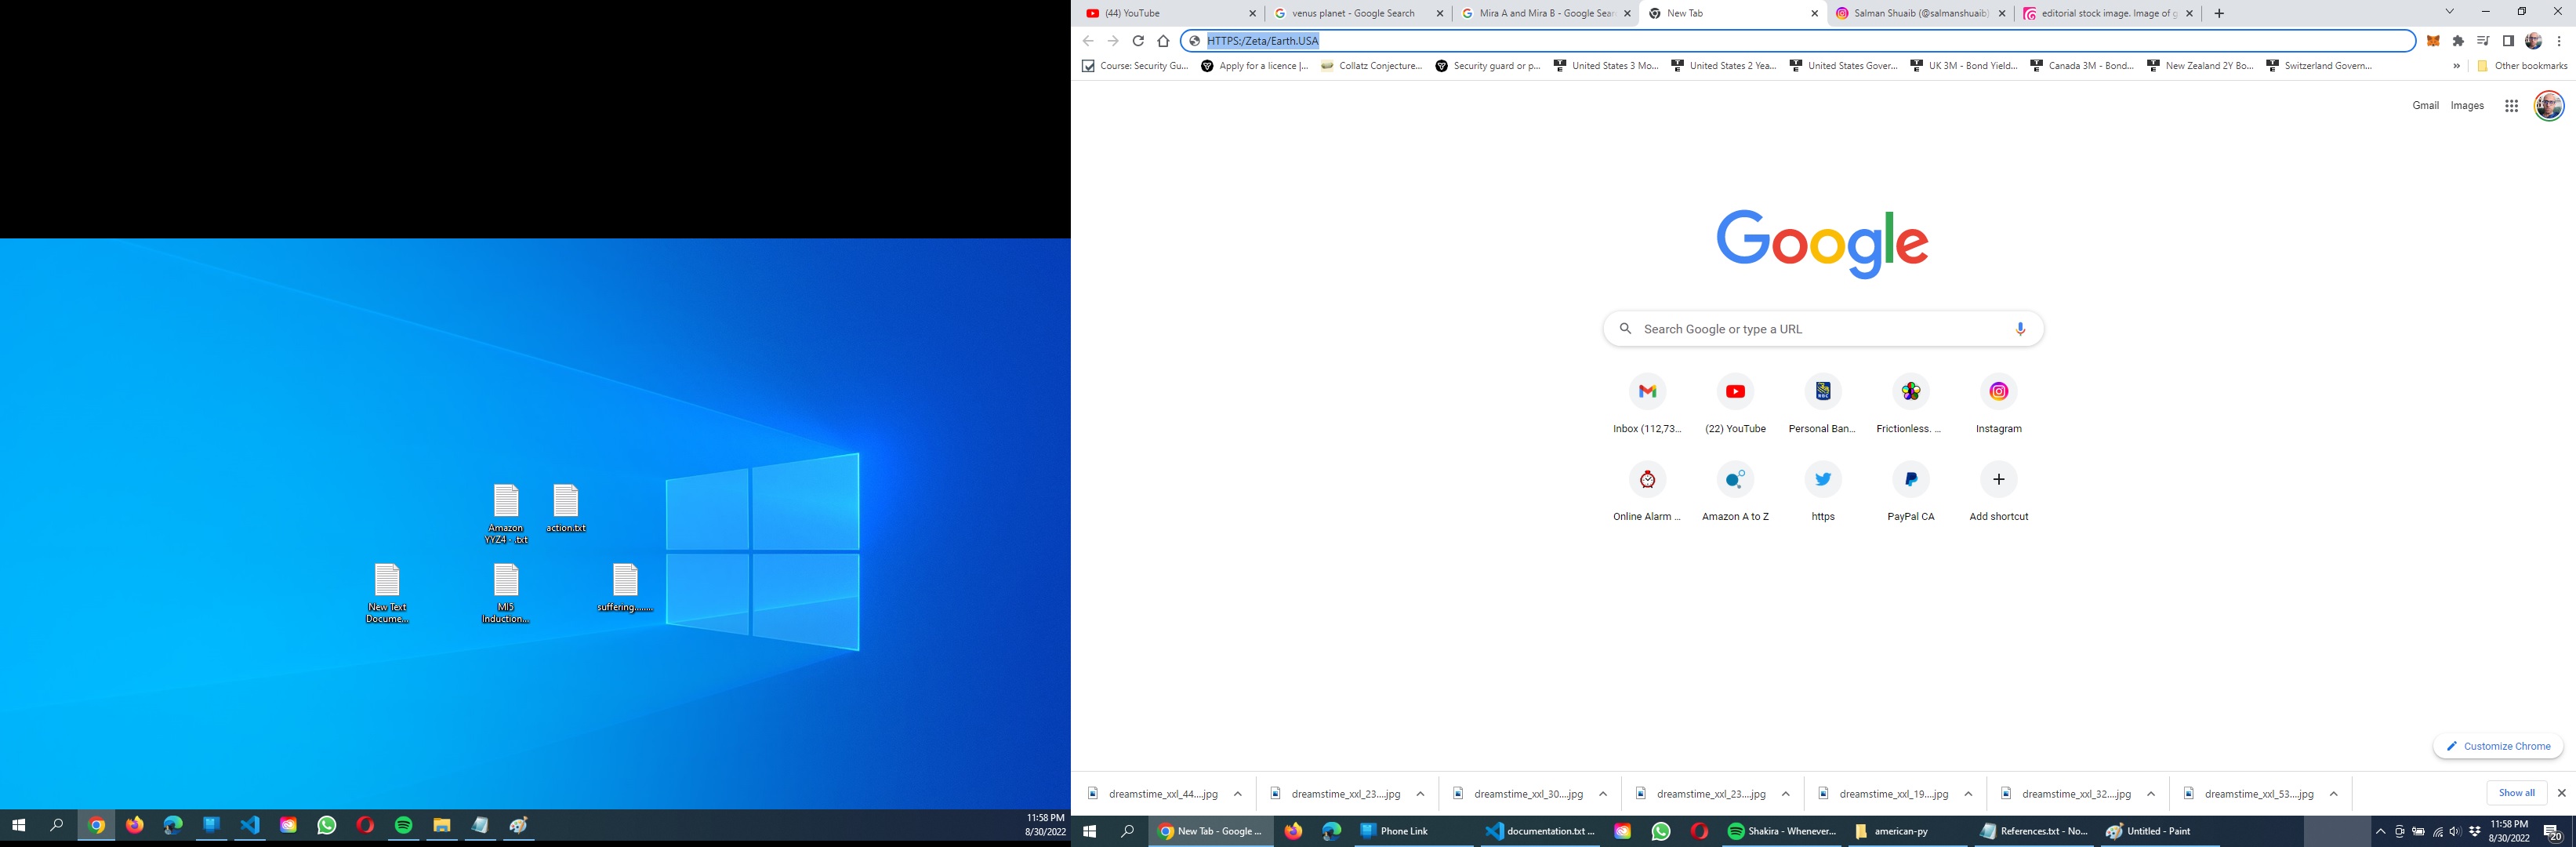 Amazon
YYZ4 - .txt
action.txt
New Text
Docume...
MI5
Induction...
suffering........
11:58 PM
8/30/2022
(44) YouTube
venus planet - Google Search
Mira A and Mira B - Google Sear
New Tab
Salman Shuaib (@salmanshuaib)
editorial stock image. Image of g
HTTPS:/Zeta/Earth.USA
Course: Security Gu...
Apply for a licence |...
Collatz Conjecture...
Security guard or p...
United States 3 Mo...
United States 2 Yea...
United States Gover...
UK 3M - Bond Yield...
Canada 3M - Bond...
New Zealand 2Y Bo...
Switzerland Govern...
»
Other bookmarks
Gmail
Images
Google
Search Google or type a URL
Inbox (112,73...
(22) YouTube
Personal Ban...
Frictionless. ...
Instagram
Online Alarm ...
Amazon A to Z
https
PayPal CA
Add shortcut
Customize Chrome
dreamstime_xxl_44....jpg
dreamstime_xxl_23....jpg
dreamstime_xxl_30....jpg
dreamstime_xxl_23....jpg
dreamstime_xxl_19....jpg
dreamstime_xxl_32....jpg
dreamstime_xxl_53....jpg
Show all
New Tab - Google ...
Phone Link
documentation.txt ...
Shakira - Whenever...
american-py
References.txt - No...
Untitled - Paint
11:58 PM
8/30/2022
20